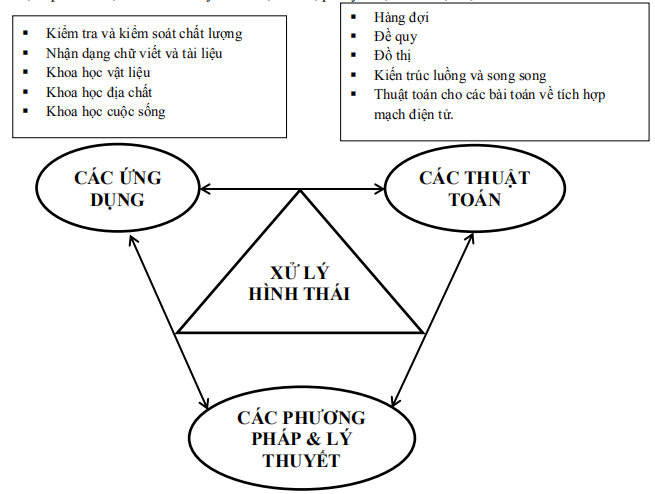 ▪ Kiểm tra và kiểm soát chất lượng
▪ Nhận dạng chữ viết và tài liệu
▪ Khoa học vật liệu
▪ Khoa học địa chất
▪ Khoa học cuộc sống
▪ Hàng đợi
▪ Đề quy
▪ Đồ thị
▪ Kiến trúc luồng và song song
▪ Thuật toán cho các bài toán về tích hợp
mạch điện tử.
CÁC ỨNG
DỤNG
CÁC THUẬT
TOÁN
XỬ LÝ
HÌNH THÁI
CÁC PHƯƠNG
PHÁP & LÝ
THUYẾT